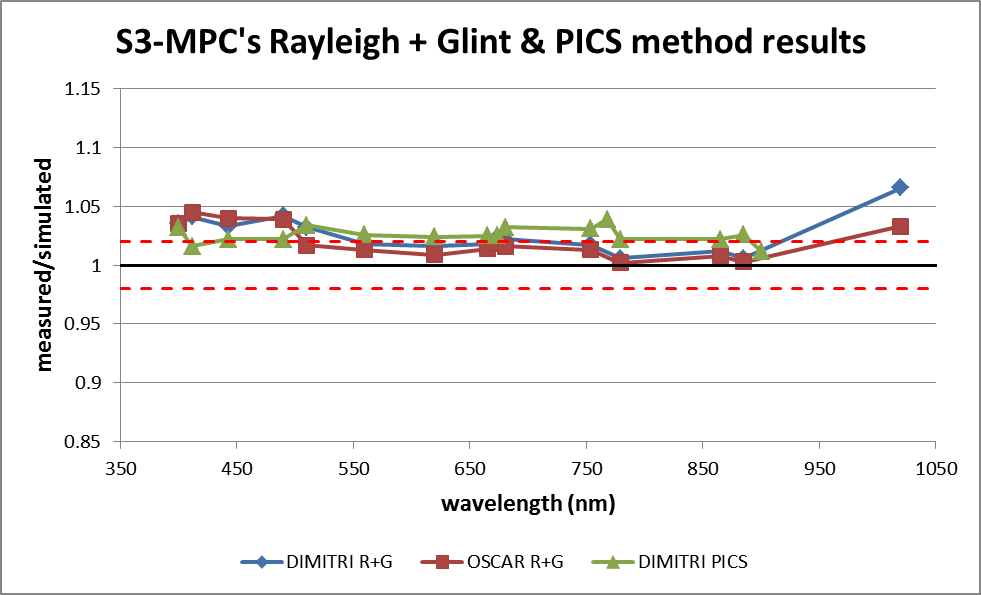 S3-MPC's Rayleigh + Glint & PICS method results
1.15
1.1
1.05
1
0.95
0.9
0.85
measured/simulated
350 450 550 650 750 850 950 1050
wavelength (nm)
DIMITRI R+G OSCAR R+G DIMITRI PICS